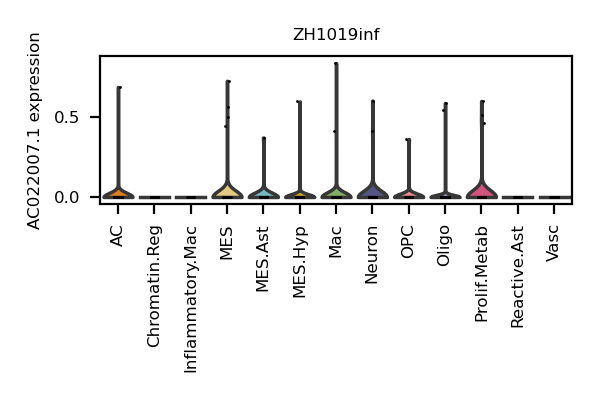 ZH1019inf
AC022007.1 expression
0.5
0.0
AC
Chromatin.Reg
Inflammatory.Mac
MES
MES.Ast
MES.Hyp
Mac
Neuron
OPC
Oligo
Prolif.Metab
Reactive.Ast
Vasc